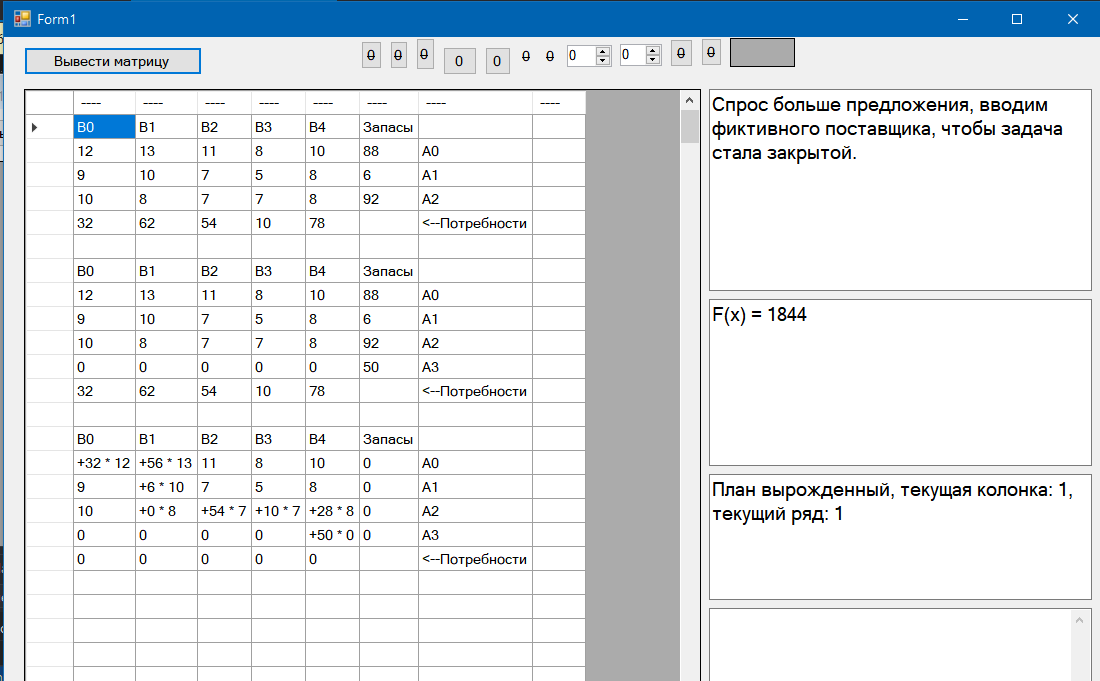 Form1
Вывести матрицу
0 0 0 0 0 0 0 0 0 0 0
---- ---- ---- ---- ---- ---- ---- ----
B0 B1 B2 B3 B4 Запасы
12 13 11 8 10 88 A0
9 10 7 5 8 6 A1
10 8 7 7 8 92 A2
32 62 54 10 78 <--Потребности
B0 B1 B2 B3 B4 Запасы
12 13 11 8 10 88 A0
9 10 7 5 8 6 A1
10 8 7 7 8 92 A2
0 0 0 0 0 50 A3
32 62 54 10 78 <--Потребности
B0 B1 B2 B3 B4 Запасы
+32 * 12 +56 * 13 11 8 10 0 A0
9 +6 * 10 7 5 8 0 A1
10 +0 * 8 +54 * 7 +10 * 7 +28 * 8 0 A2
0 0 0 0 +50 * 0 0 A3
0 0 0 0 0 <--Потребности
Спрос больше предложения, вводим
фиктивного поставщика, чтобы задача
стала закрытой.
F(x) = 1844
План вырожденный, текущая колонка: 1,
текущий ряд: 1